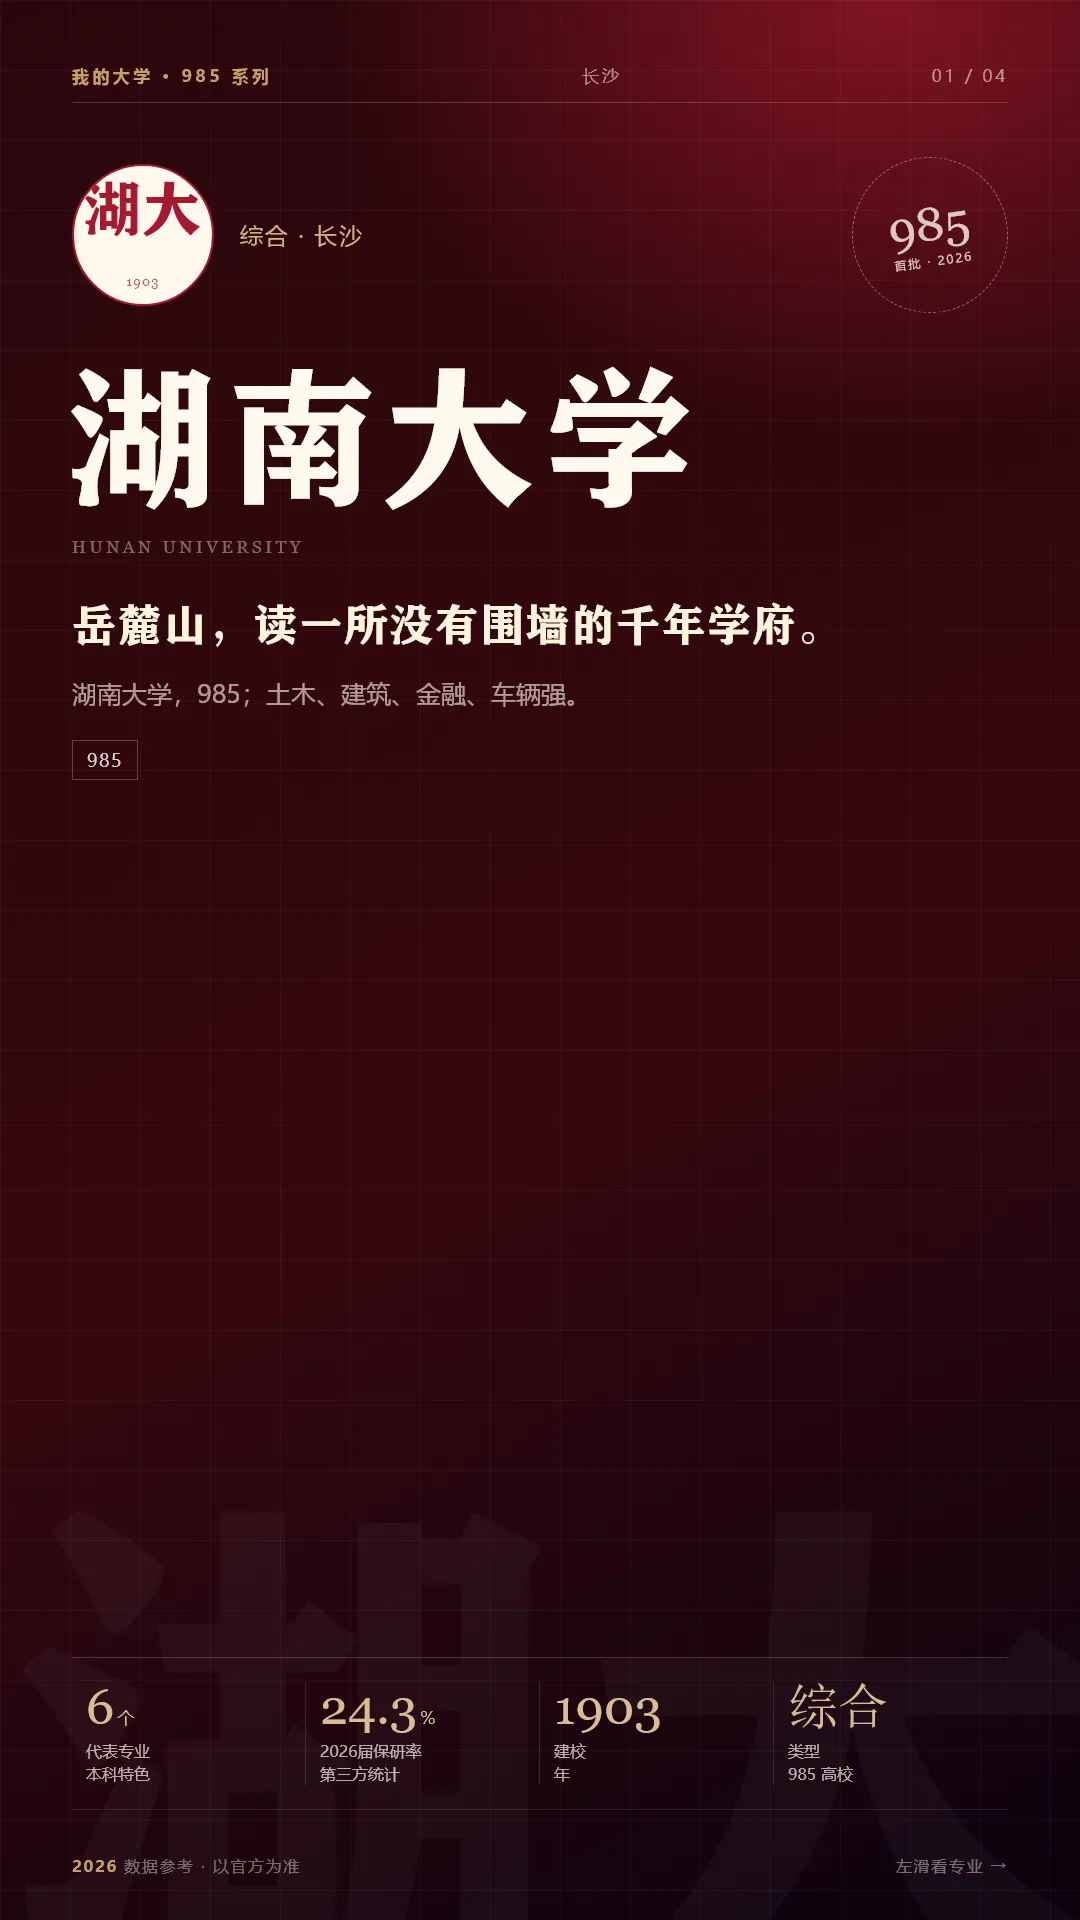 我的大学 • 985 系列
长沙
01 / 04
湖大
1903
综合 · 长沙
985
首批 · 2026
湖南大学
HUNAN UNIVERSITY
岳麓山，读一所没有围墙的千年学府。
湖南大学，985；土木、建筑、金融、车辆强。
985
湖大
6个
代表专业
本科特色
24.3%
2026届保研率
第三方统计
1903
建校
年
综合
类型
985 高校
2026 数据参考 · 以官方为准
左滑看专业 →